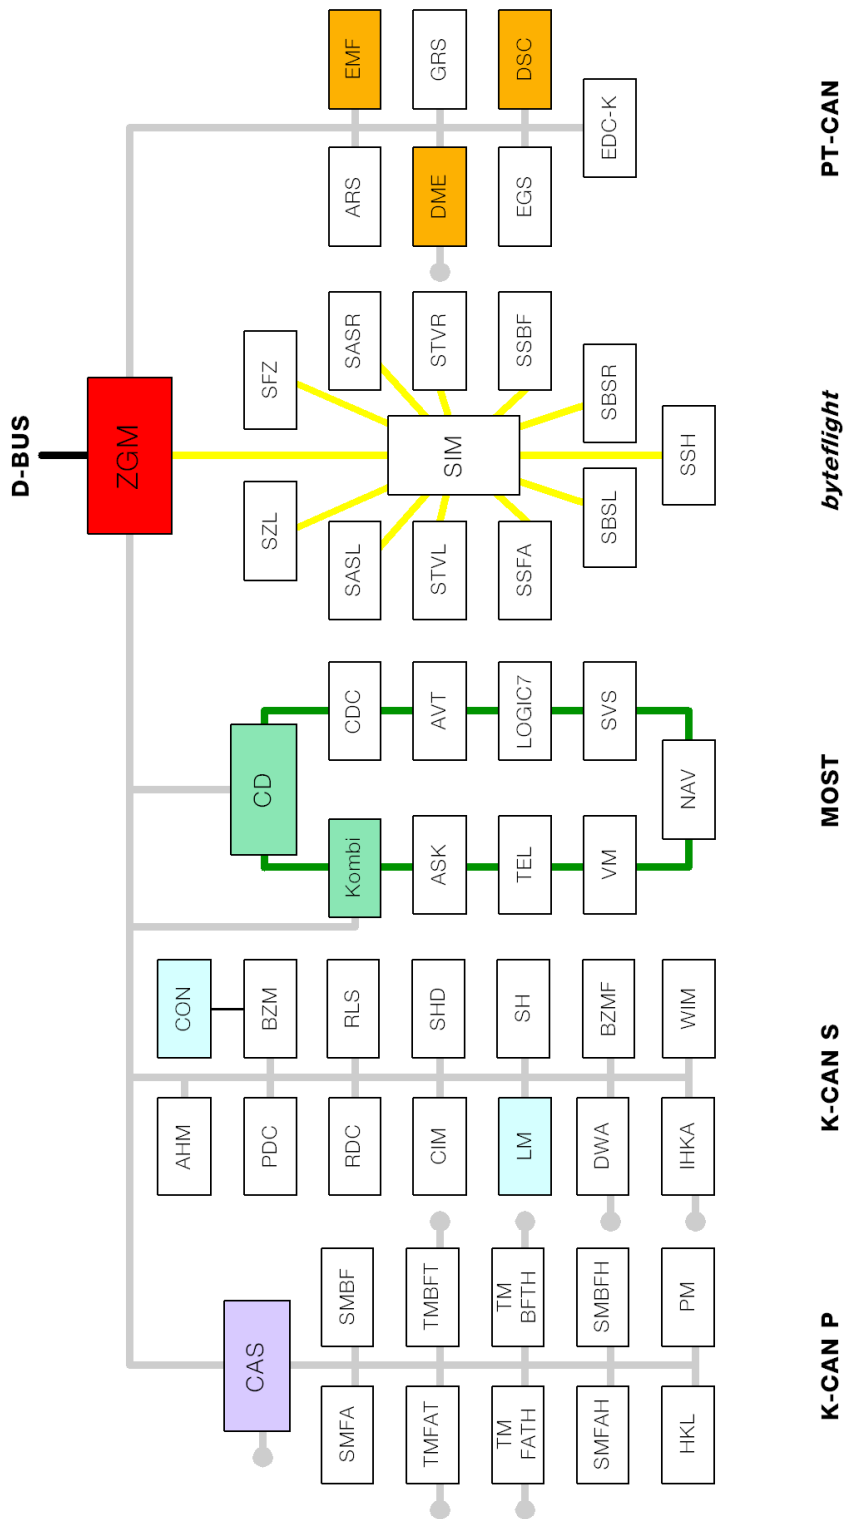 D-BUS
ZGM
CAS
SMFA
SMBF
TMFAT
TMBFT
TM
FATH
TM
BFTH
SMFAH
SMBFH
HKL
PM
K-CAN P
CON
AHM
BZM
PDC
RLS
RDC
SHD
CIM
SH
LM
BZMF
DWA
WIM
IHKA
K-CAN S
CD
Kombi
CDC
ASK
AVT
TEL
LOGIC7
VM
SVS
NAV
MOST
SZL
SFZ
SASL
SASR
SIM
STVL
STVR
SSFA
SSBF
SBSL
SBSR
SSH
byteflight
ARS
EMF
DME
GRS
EGS
DSC
EDC-K
PT-CAN